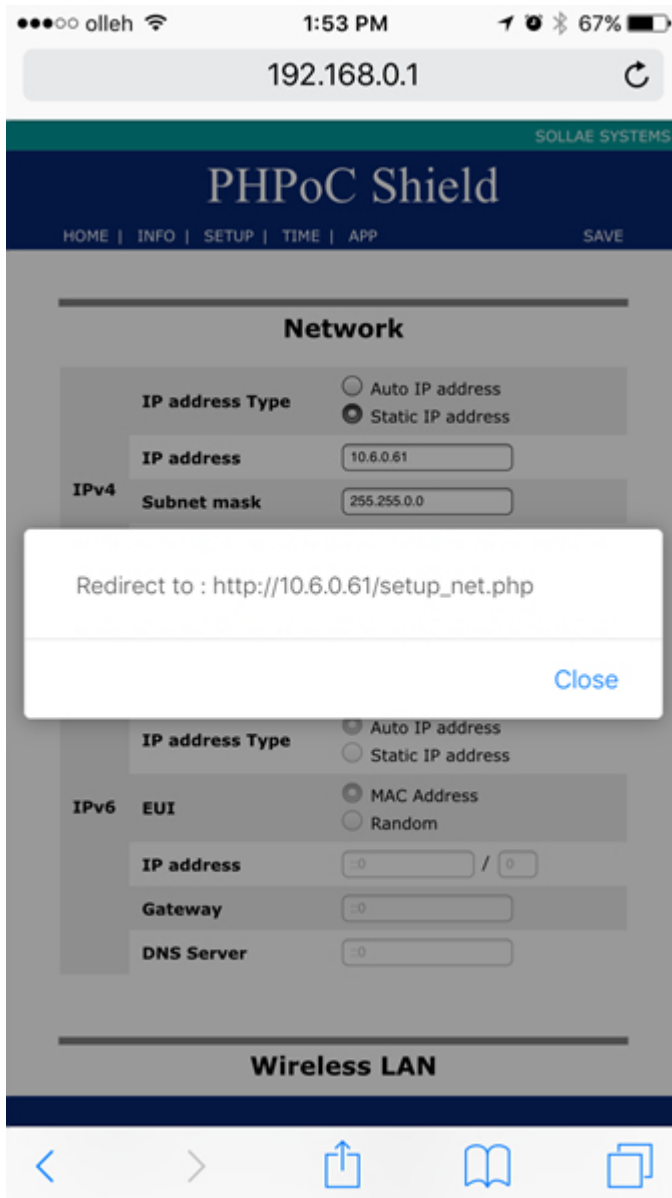 olleh 1:53 PM 67%
192.168.0.1
SOLLAE SYSTEMS
PHPoC Shield
HOME | INFO | SETUP | TIME | APP SAVE
Network
IP address Type
Auto IP address
Static IP address
IPv4
IP address 10.6.0.61
Subnet mask 255.255.0.0
Redirect to : http://10.6.0.61/setup_net.php
Close
IPv6
IP address Type
Auto IP address
Static IP address
EUI
MAC Address
Random
IP address ::0 / 0
Gateway ::0
DNS Server ::0
Wireless LAN